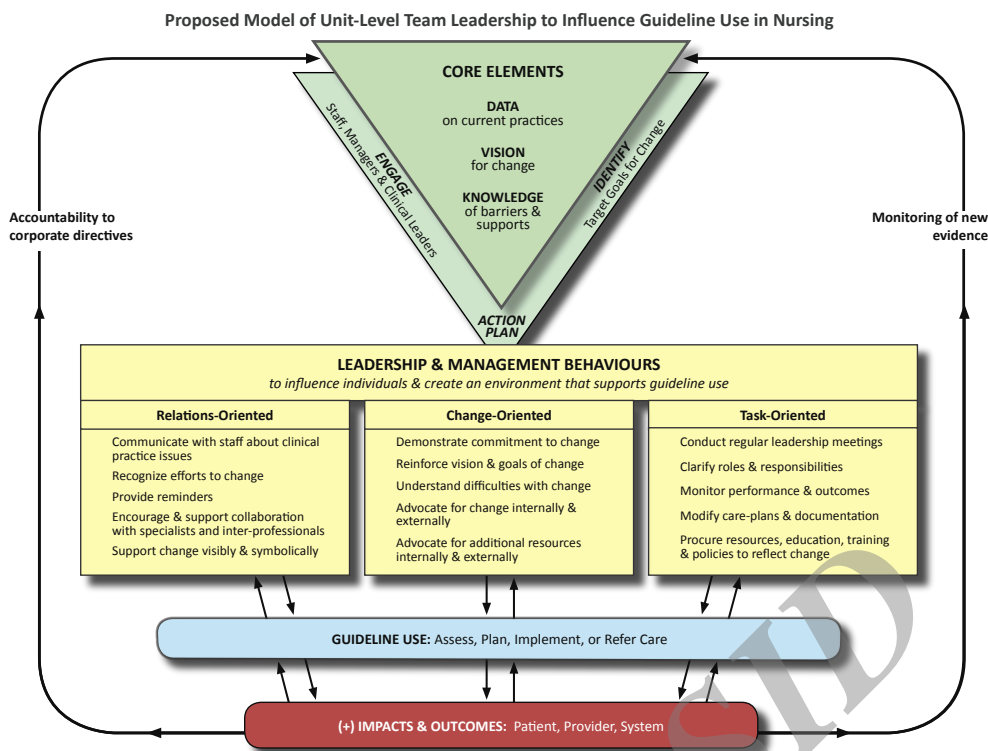 Proposed Model of Unit-Level Team Leadership to Influence Guideline Use in Nursing
CORE ELEMENTS
DATA
on current practices
VISION
for change
KNOWLEDGE
of barriers &
supports
ENGAGE
Staff, Managers & Clinical Leaders
IDENTIFY
Target Goals for Change
ACTION
PLAN
Accountability to
corporate directives
Monitoring of new
evidence
LEADERSHIP & MANAGEMENT BEHAVIOURS
to influence individuals & create an environment that supports guideline use
Relations-Oriented
Communicate with staff about clinical
practice issues
Recognize efforts to change
Provide reminders
Encourage & support collaboration
with specialists and inter-professionals
Support change visibly & symbolically
Change-Oriented
Demonstrate commitment to change
Reinforce vision & goals of change
Understand difficulties with change
Advocate for change internally &
externally
Advocate for additional resources
internally & externally
Task-Oriented
Conduct regular leadership meetings
Clarify roles & responsibilities
Monitor performance & outcomes
Modify care-plans & documentation
Procure resources, education, training
& policies to reflect change
GUIDELINE USE: Assess, Plan, Implement, or Refer Care
(+) IMPACTS & OUTCOMES: Patient, Provider, System
SID